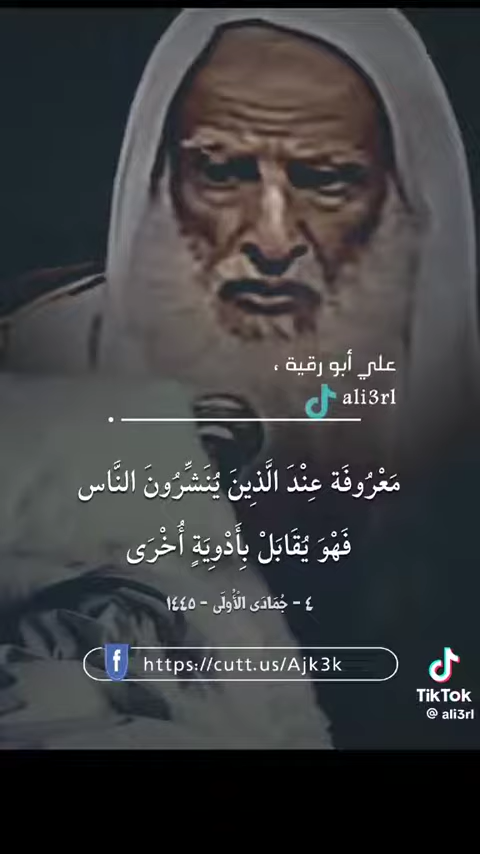 علي أبو رقية ،
ali3rl
مَعْرُوفَة عِنْدَ الَّذِينَ يُنَشِّرُونَ النَّاس
فَهْوَ يُقَابَلْ بِأَدْوِيَةٍ أُخْرَى
٤ - جُمَادَى الْأُولَى - ١٤٤٥
https://cutt.us/Ajk3k
TikTok
@ ali3rl